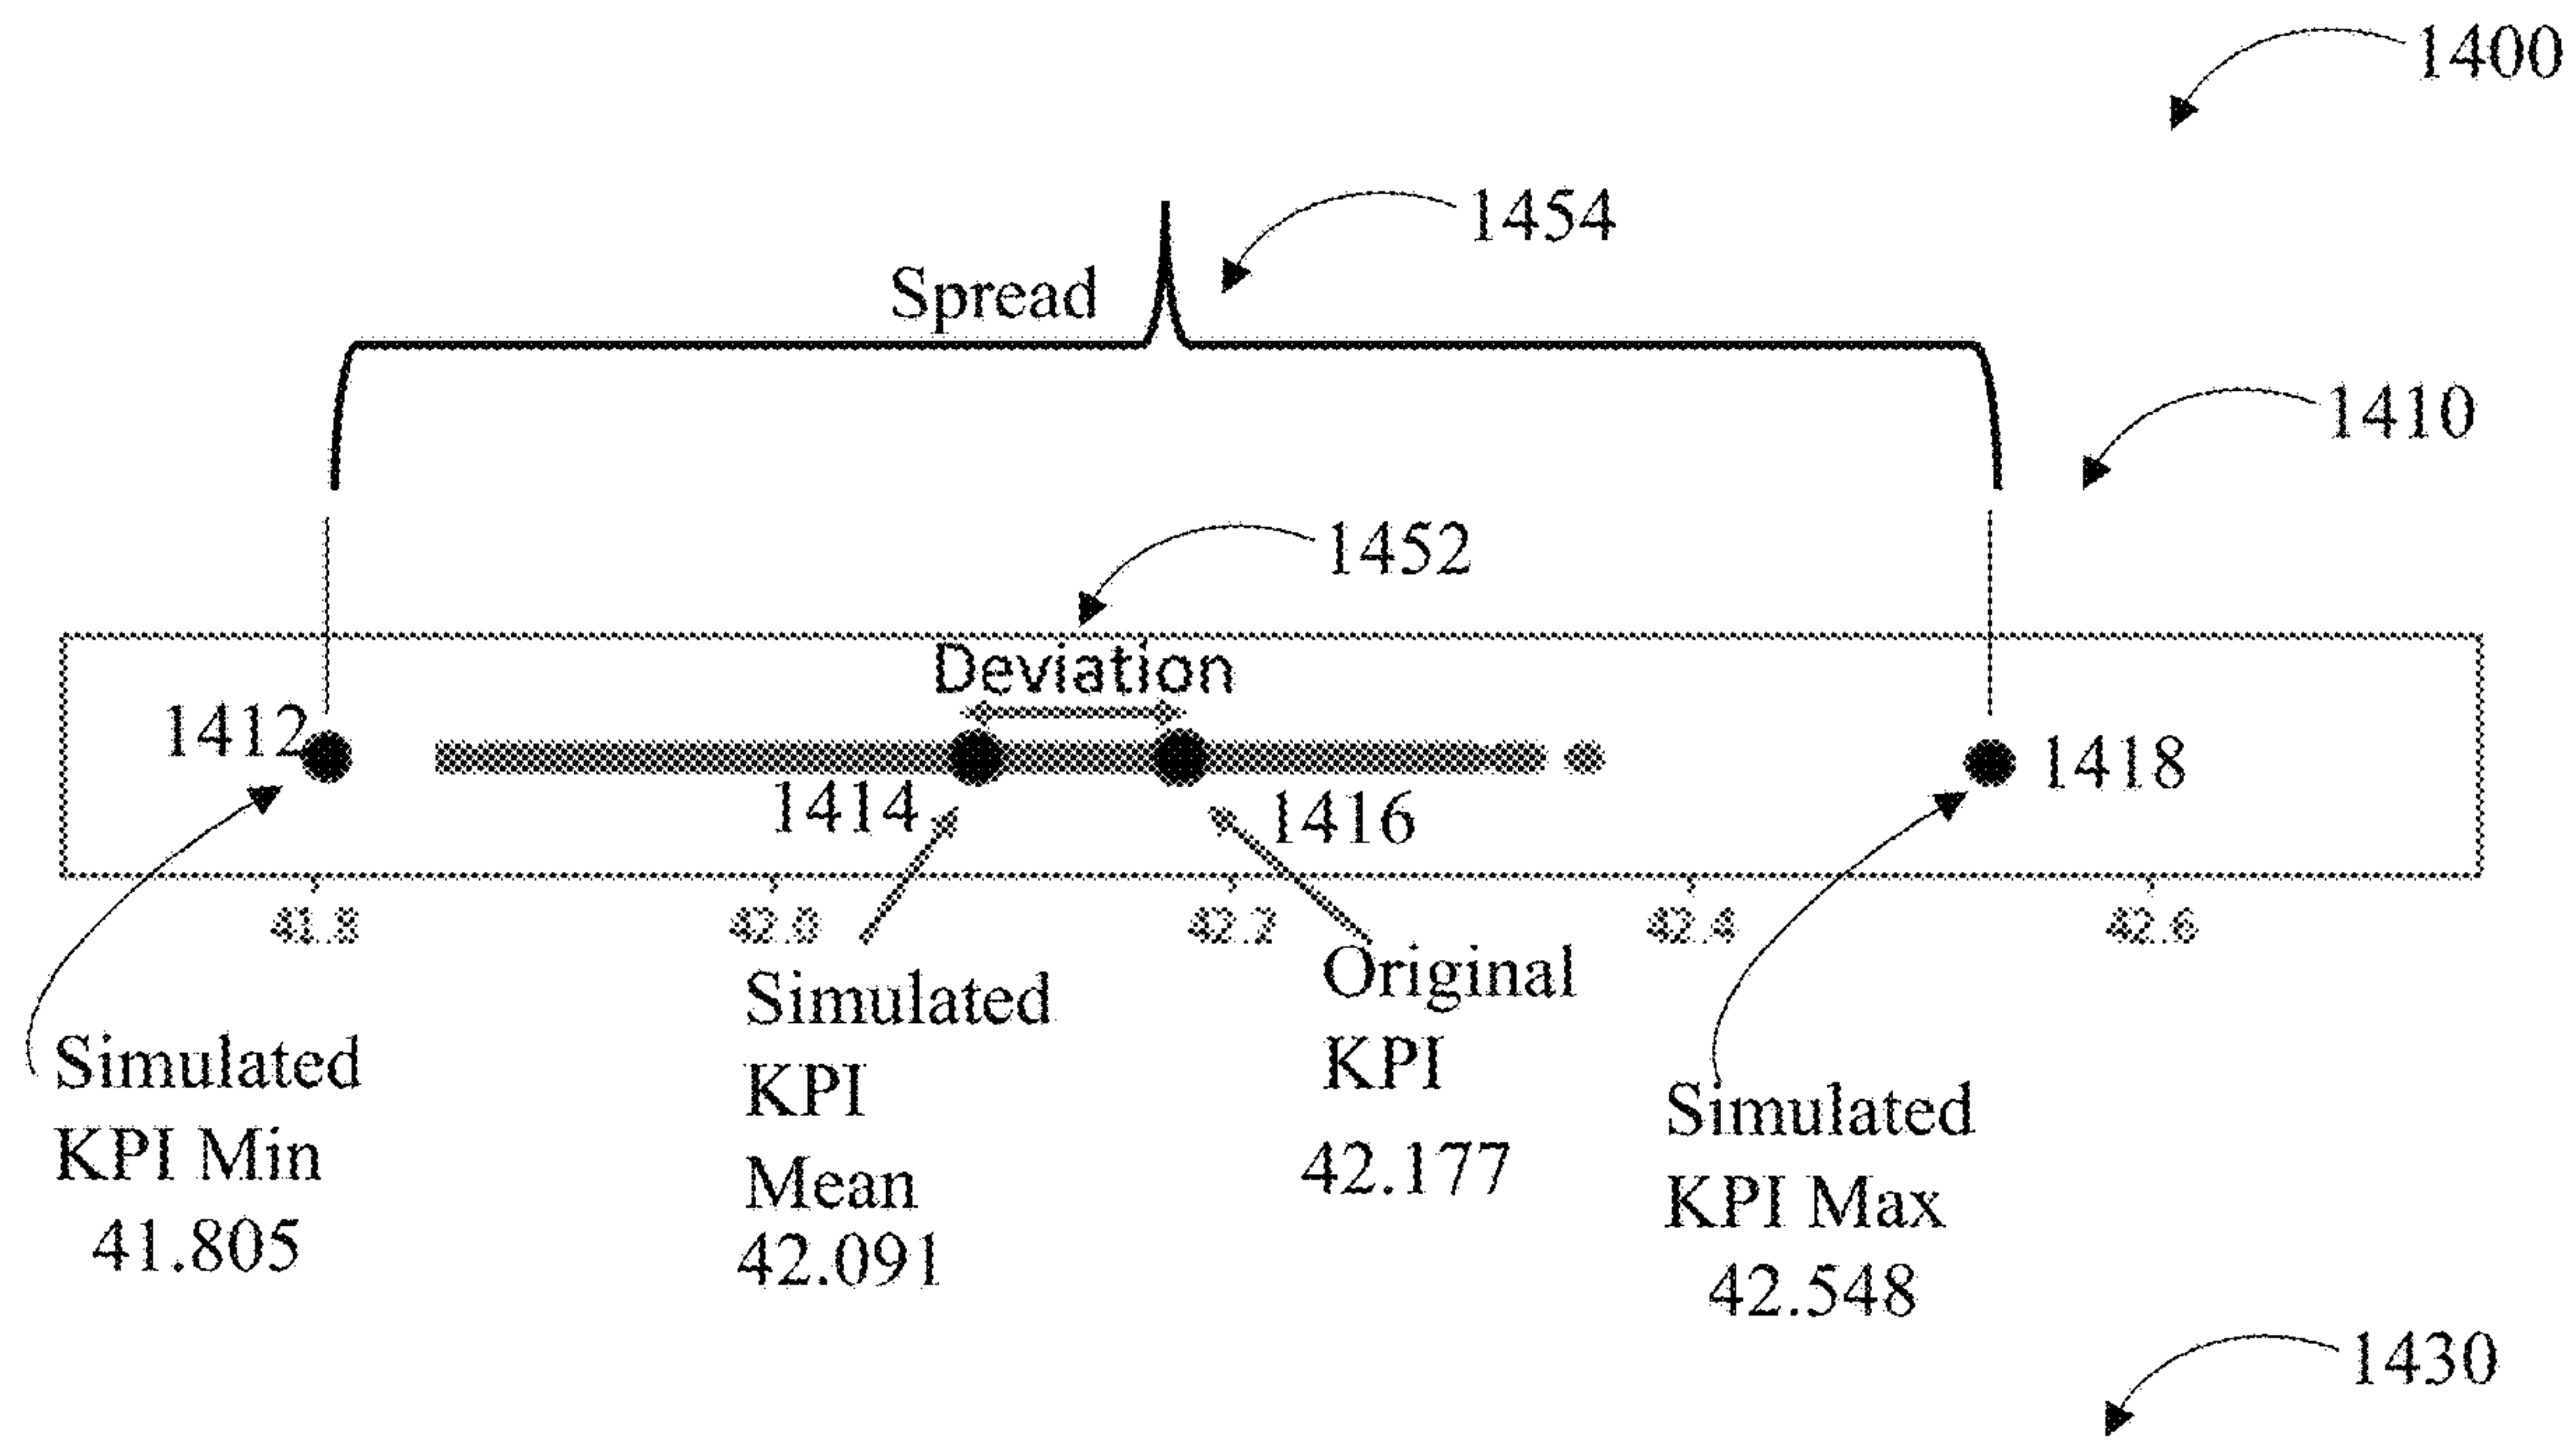 1400
1454
Spread
1410
1452
Deviation
1412
1418
1414
1416
41.8
42.0
42.2
42.4
42.6
Simulated
KPI Min
41.805
Simulated
KPI
Mean
42.091
Original
KPI
42.177
Simulated
KPI Max
42.548
1430